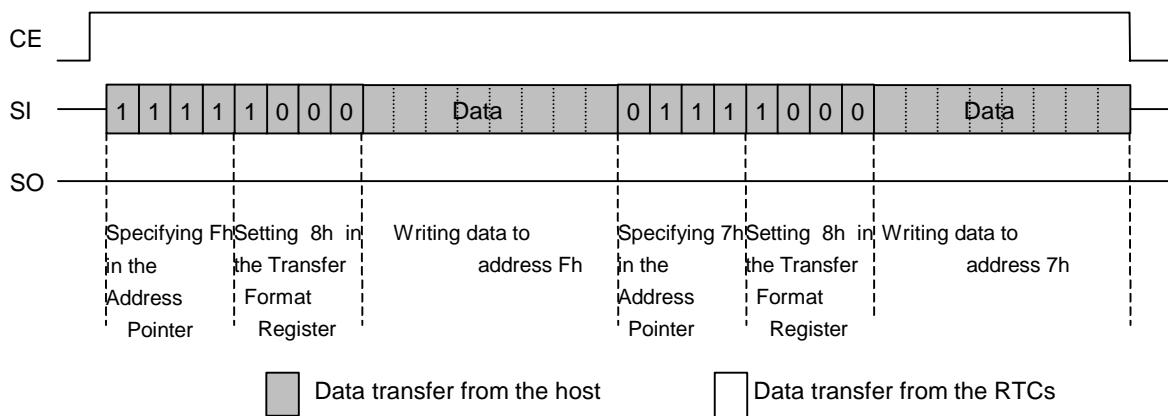 CE
SI 1 1 1 1 1 0 0 0 Data 0 1 1 1 1 0 0 0 Data
SO
Specifying Fh Setting 8h in Writing data to Specifying 7h Setting 8h in Writing data to
in the the Transfer address Fh in the the Transfer address 7h
Address Format Address Format
Pointer Register Pointer Register
Data transfer from the host Data transfer from the RTCs